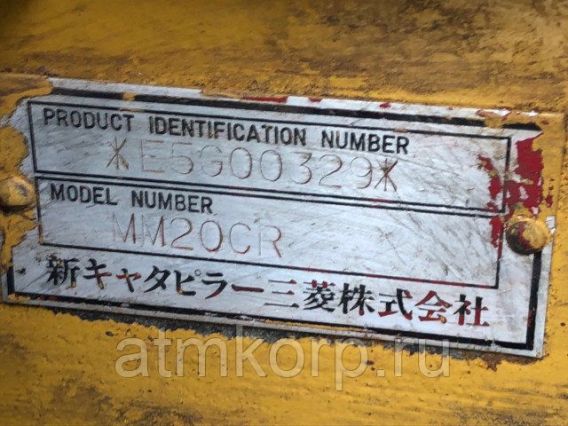 PRODUCT IDENTIFICATION NUMBER
*E5G00329*
MODEL NUMBER
MM20CR
新キャタピラー三菱株式会社
atmkorp.ru